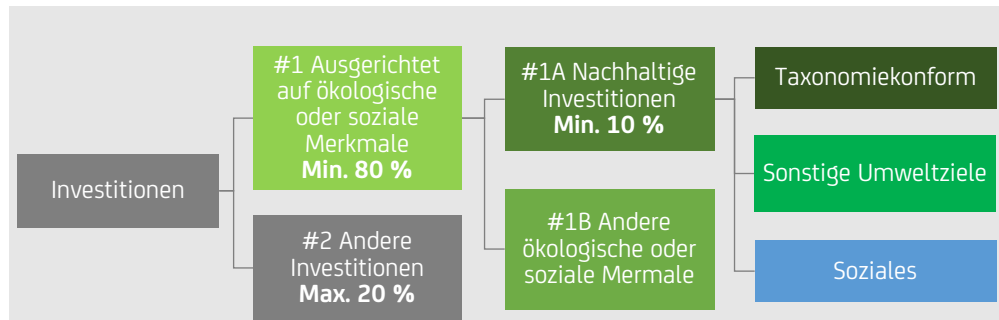 Investitionen
#1 Ausgerichtet
auf ökologische
oder soziale
Merkmale
Min. 80 %
#2 Andere
Investitionen
Max. 20 %
#1A Nachhaltige
Investitionen
Min. 10 %
#1B Andere
ökologische oder
soziale Mermale
Taxonomiekonform
Sonstige Umweltziele
Soziales